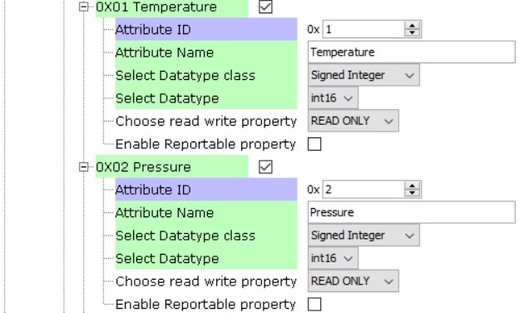 0X01 Temperature
Attribute ID 0x 1
Attribute Name Temperature
Select Datatype class Signed Integer
Select Datatype int16
Choose read write property READ ONLY
Enable Reportable property
0X02 Pressure
Attribute ID 0x 2
Attribute Name Pressure
Select Datatype class Signed Integer
Select Datatype int16
Choose read write property READ ONLY
Enable Reportable property